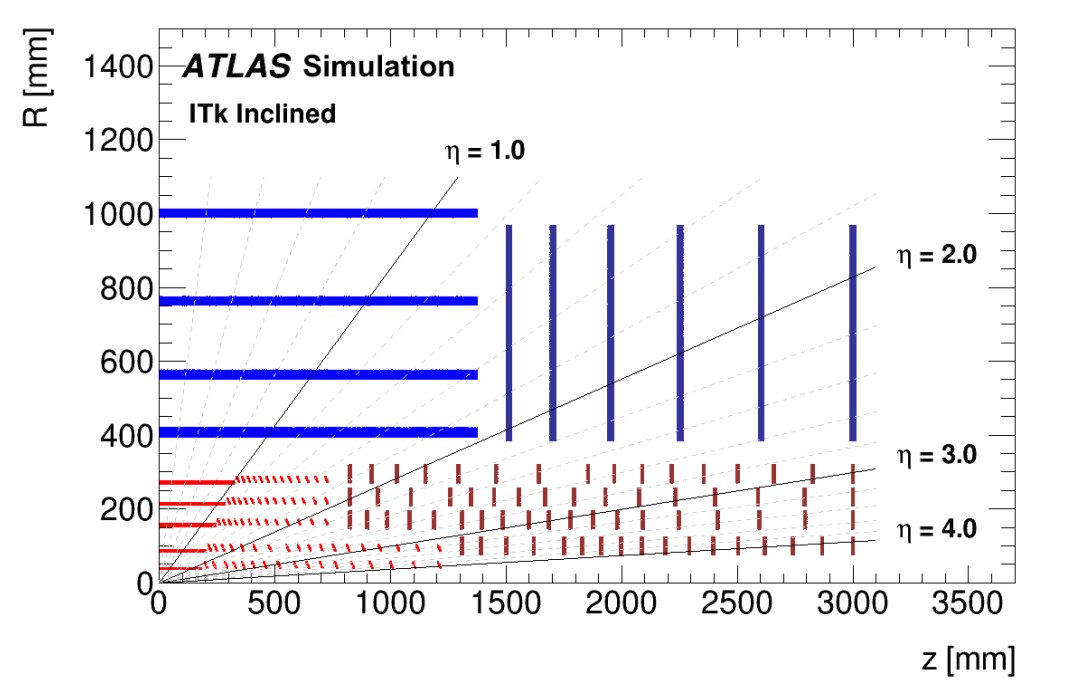 R [mm]
1400
ATLAS Simulation
ITk Inclined
1200
η = 1.0
1000
800
η = 2.0
600
400
η = 3.0
200
η = 4.0
0
0 500 1000 1500 2000 2500 3000 3500
z [mm]